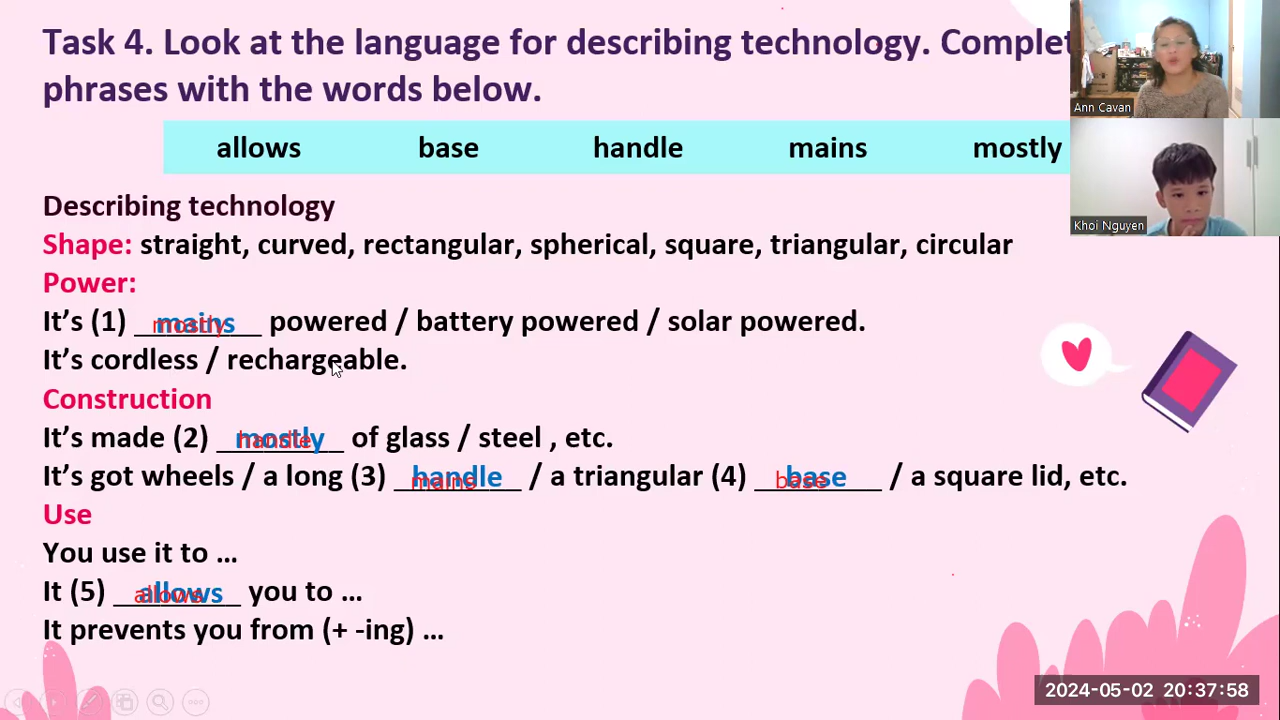 Task 4. Look at the language for describing technology. Complet
phrases with the words below.
allows base handle mains mostly
Describing technology
Shape: straight, curved, rectangular, spherical, square, triangular, circular
Power:
It's (1) mains mostly powered / battery powered / solar powered.
It's cordless / rechargeable.
Construction
It's made (2) mostly handle of glass / steel , etc.
It's got wheels / a long (3) handle mains / a triangular (4) base base / a square lid, etc.
Use
You use it to …
It (5) allows allows you to …
It prevents you from (+ -ing) …
Ann Cavan
Khoi Nguyen
2024-05-02 20:37:58